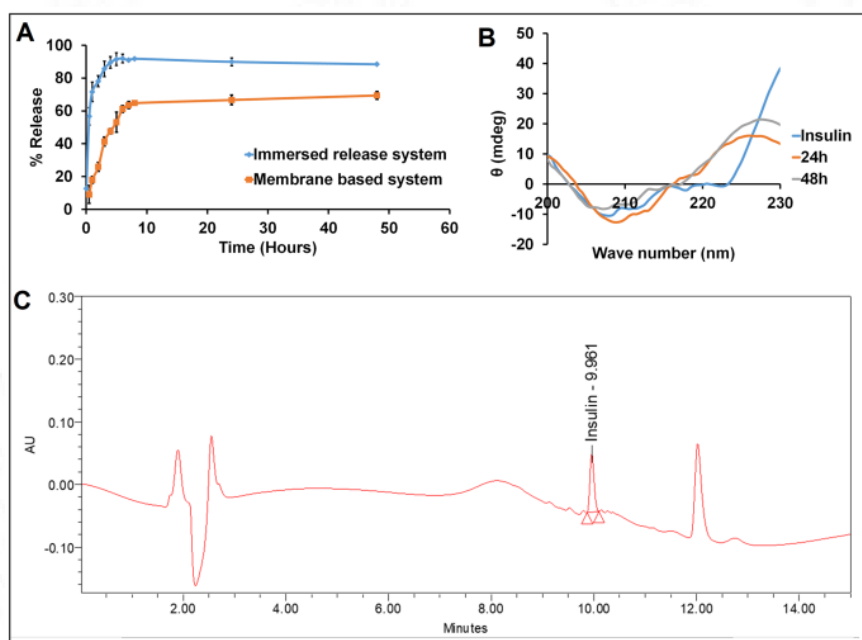 A
100
90
80
60
40
20
0
% Release
Immersed release system
Membrane based system
0
10
20
30
40
50
60
Time (Hours)
B
50
40
30
20
10
0
-10
-20
θ (mdeg)
200
210
220
230
Insulin
24h
48h
Wave number (nm)
C
0.30
0.20
0.10
0.00
-0.10
AU
Insulin - 9.961
2.00
4.00
6.00
8.00
10.00
12.00
14.00
Minutes